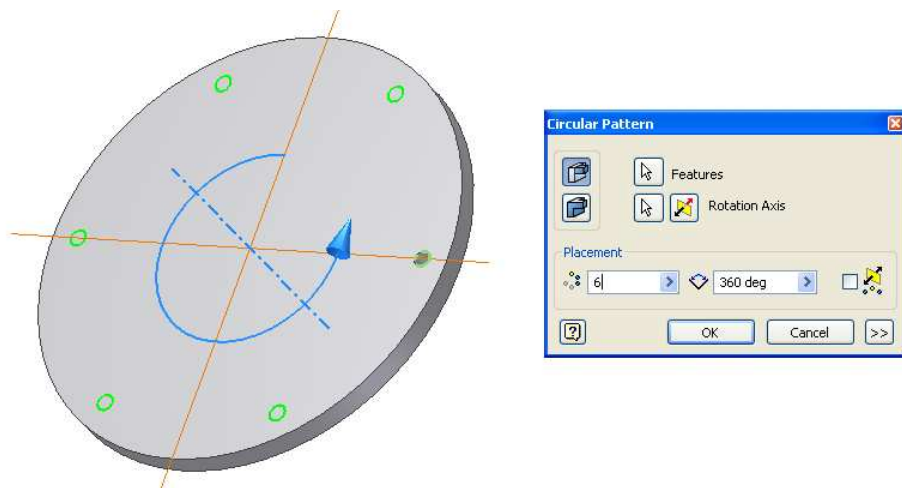 Circular Pattern
Features
Rotation Axis
Placement
6 360 deg
? OK Cancel >>